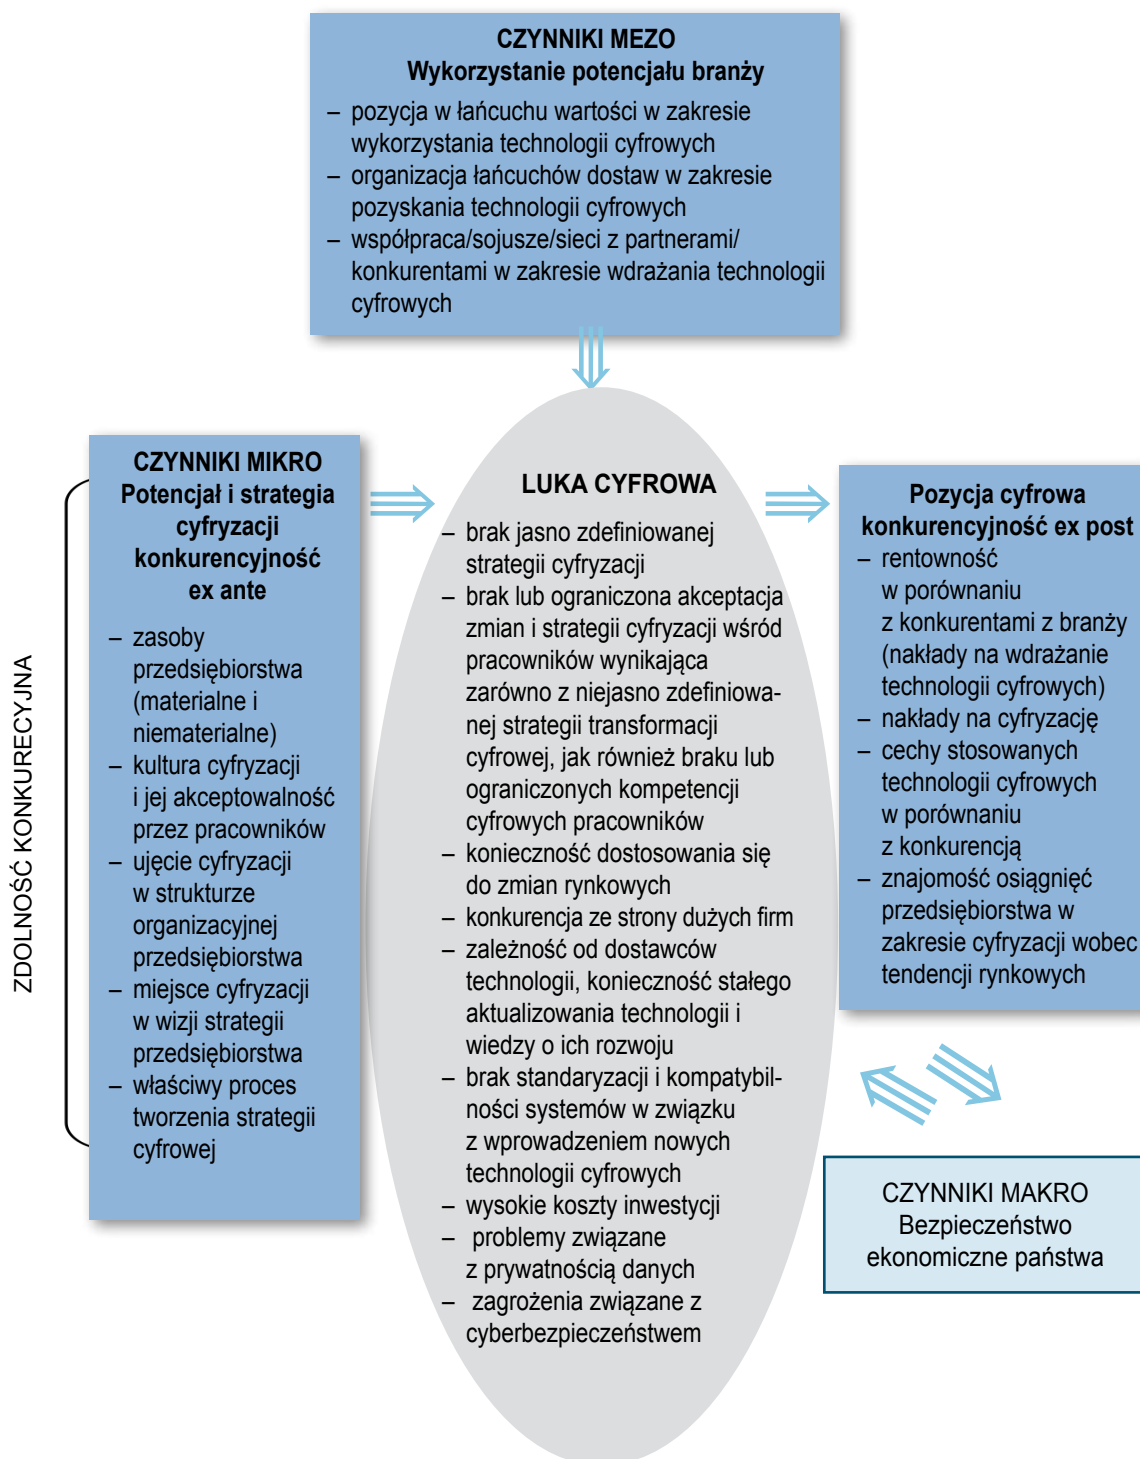 CZYNNIKI MEZO
Wykorzystanie potencjału branży
– pozycja w łańcuchu wartości w zakresie
wykorzystania technologii cyfrowych
– organizacja łańcuchów dostaw w zakresie
pozyskania technologii cyfrowych
– współpraca/sojusze/sieci z partnerami/
konkurentami w zakresie wdrażania technologii
cyfrowych
ZDOLNOŚĆ KONKURECYJNA
CZYNNIKI MIKRO
Potencjał i strategia
cyfryzacji
konkurencyjność
ex ante
– zasoby
przedsiębiorstwa
(materialne i
niematerialne)
– kultura cyfryzacji
i jej akceptowalność
przez pracowników
– ujęcie cyfryzacji
w strukturze
organizacyjnej
przedsiębiorstwa
– miejsce cyfryzacji
w wizji strategii
przedsiębiorstwa
– właściwy proces
tworzenia strategii
cyfrowej
LUKA CYFROWA
– brak jasno zdefiniowanej
strategii cyfryzacji
– brak lub ograniczona akceptacja
zmian i strategii cyfryzacji wśród
pracowników wynikająca
zarówno z niejasno zdefiniowa-
nej strategii transformacji
cyfrowej, jak również braku lub
ograniczonych kompetencji
cyfrowych pracowników
– konieczność dostosowania się
do zmian rynkowych
– konkurencja ze strony dużych firm
– zależność od dostawców
technologii, konieczność stałego
aktualizowania technologii i
wiedzy o ich rozwoju
– brak standaryzacji i kompatybil-
ności systemów w związku
z wprowadzeniem nowych
technologii cyfrowych
– wysokie koszty inwestycji
– problemy związane
z prywatnością danych
– zagrożenia związane z
cyberbezpieczeństwem
Pozycja cyfrowa
konkurencyjność ex post
– rentowność
w porównaniu
z konkurentami z branży
(nakłady na wdrażanie
technologii cyfrowych)
– nakłady na cyfryzację
– cechy stosowanych
technologii cyfrowych
w porównaniu
z konkurencją
– znajomość osiągnięć
przedsiębiorstwa w
zakresie cyfryzacji wobec
tendencji rynkowych
CZYNNIKI MAKRO
Bezpieczeństwo
ekonomiczne państwa